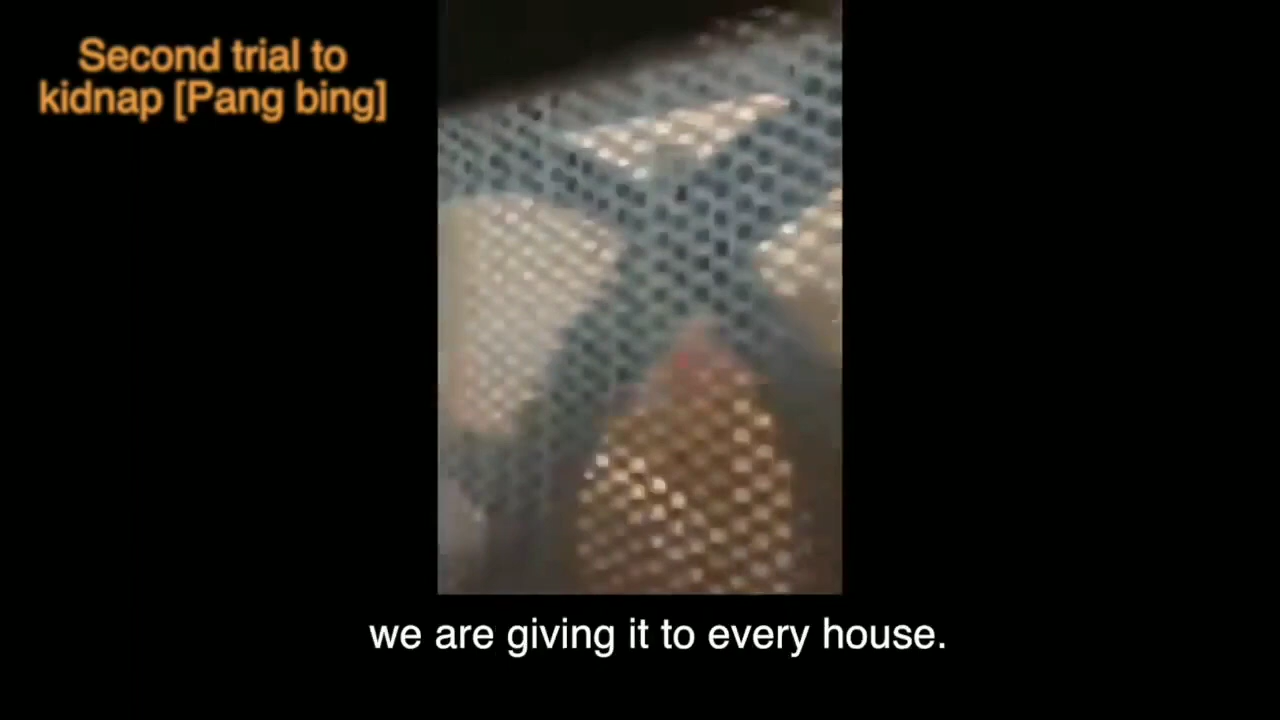 Second trial to
kidnap [Pang bing]
we are giving it to every house.